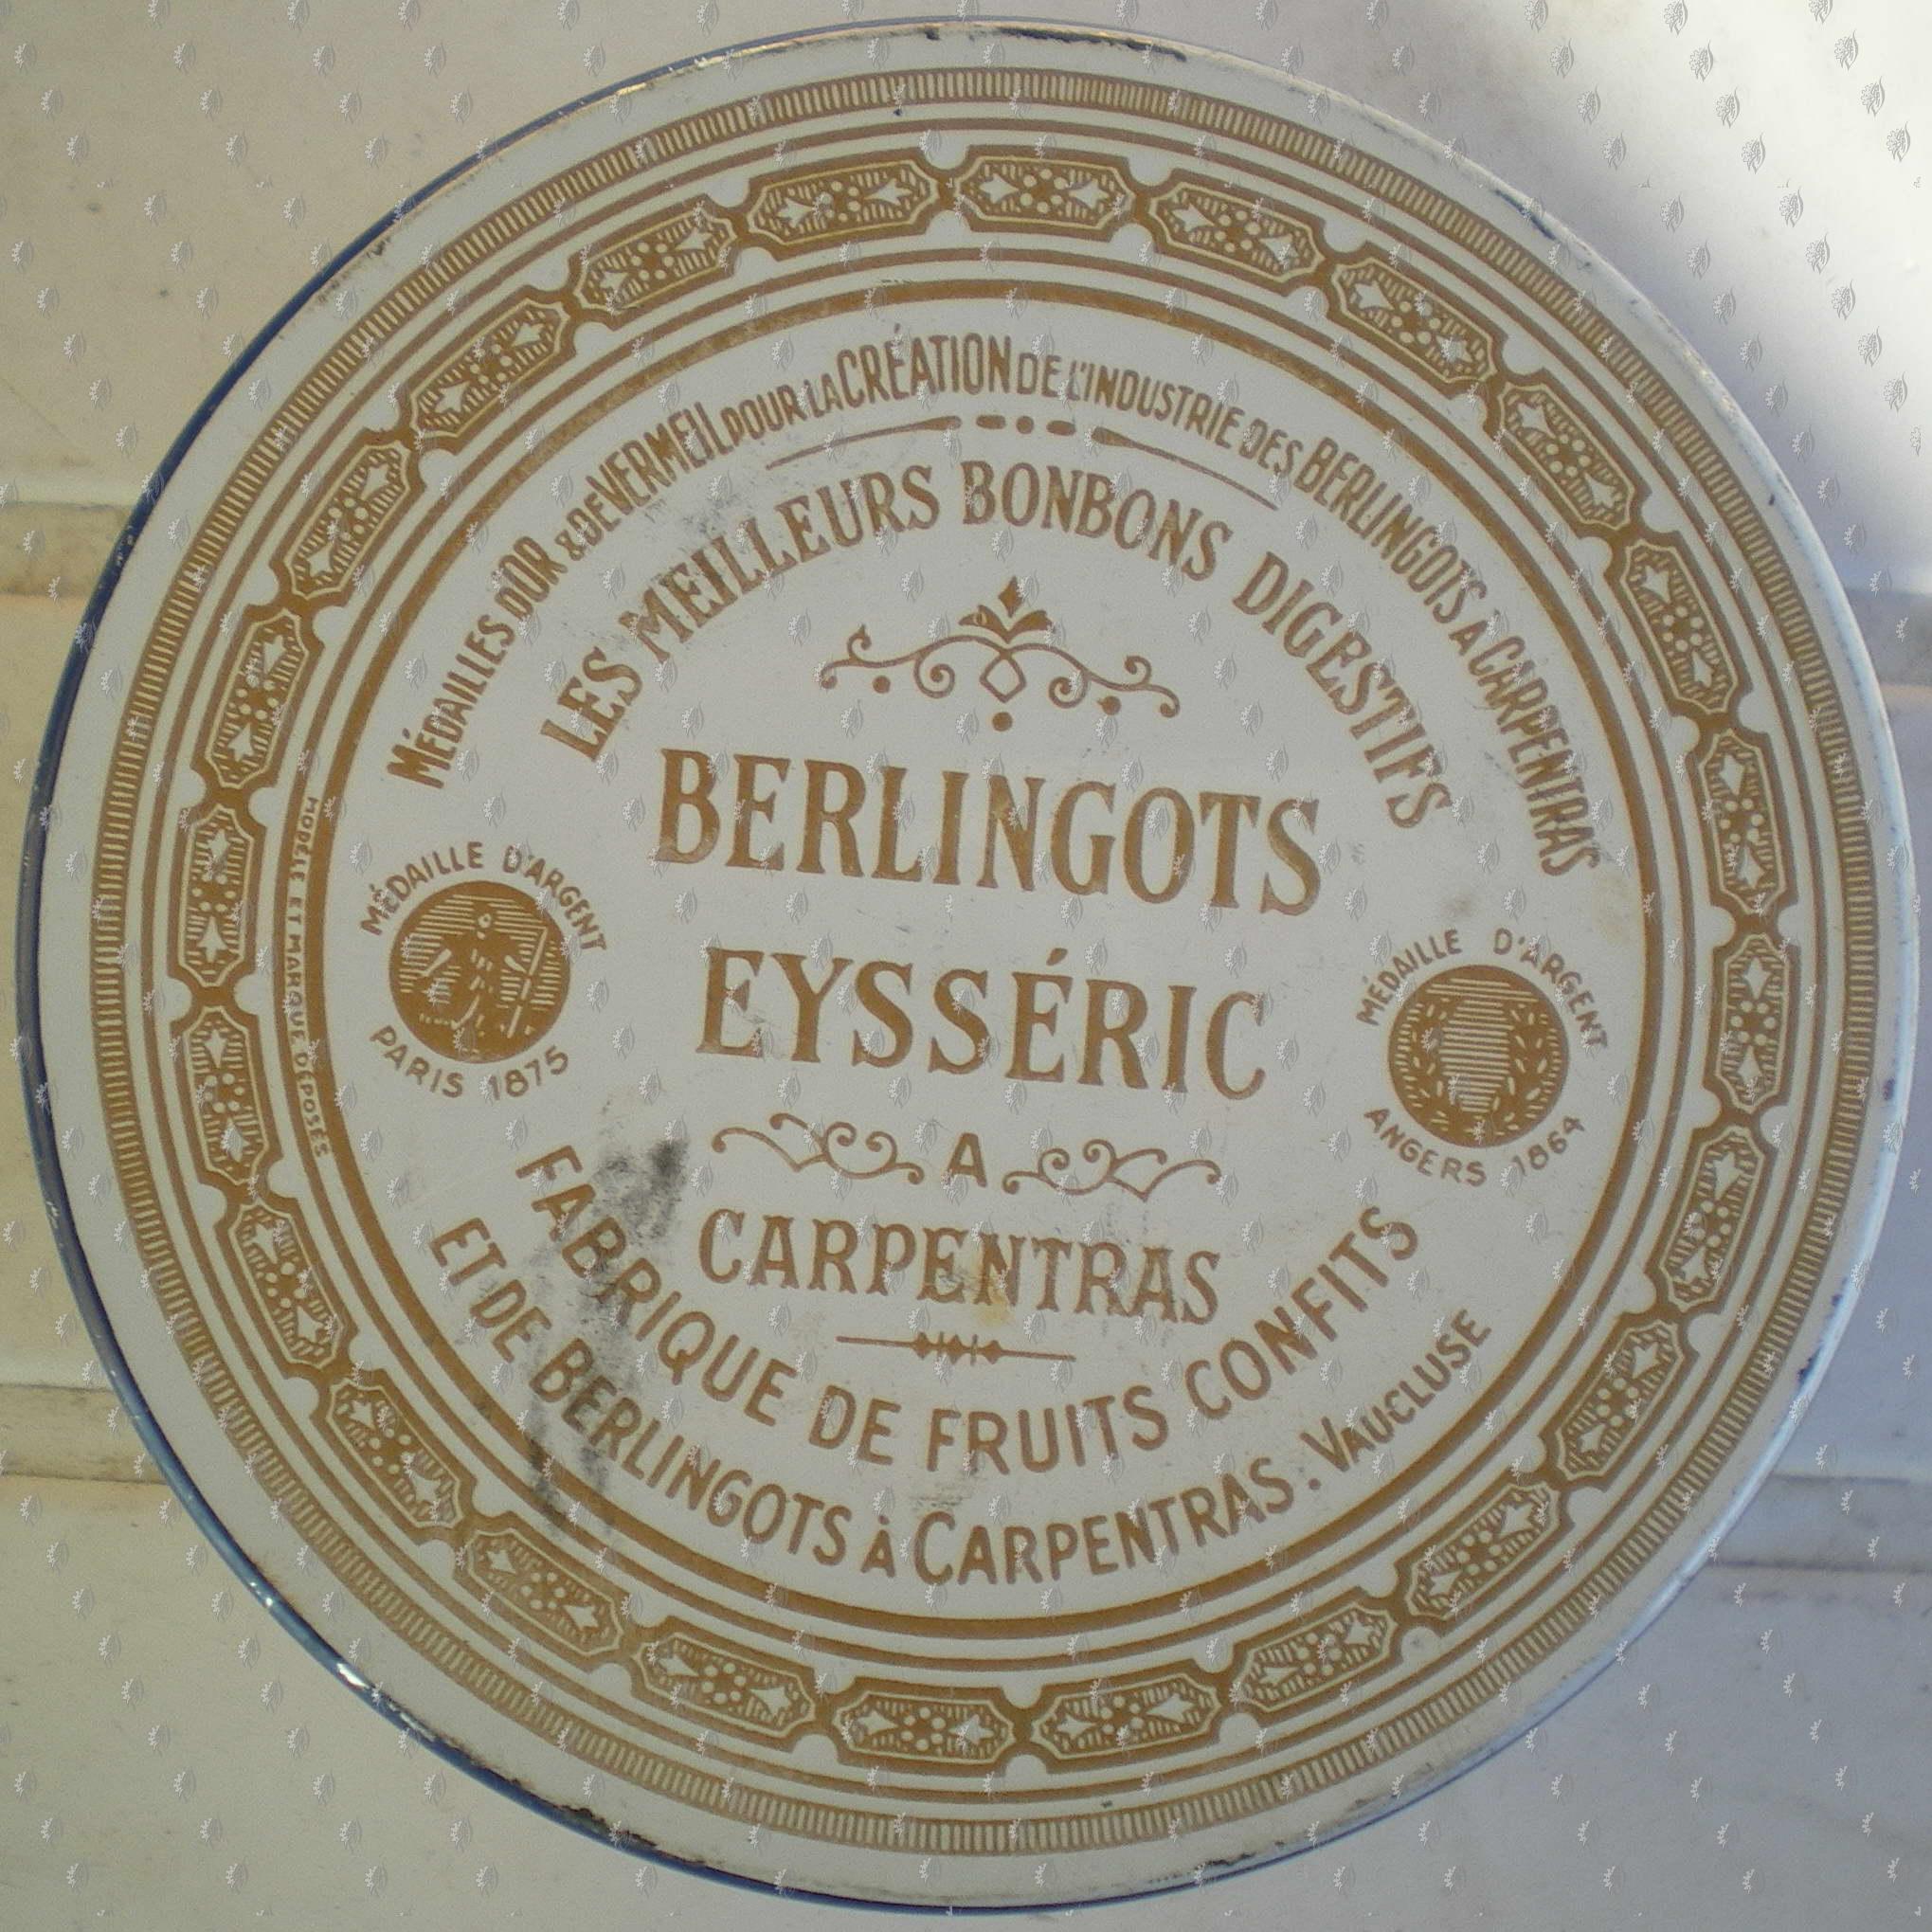 MÉDAILLES D'OR & DE VERMEIL POUR LA CRÉATION DE L'INDUSTRIE DES BERLINGOTS A CARPENTRAS
LES MEILLEURS BONBONS DIGESTIFS
BERLINGOTS
EYSSÉRIC
A
CARPENTRAS
FABRIQUE DE FRUITS CONFITS
ET DE BERLINGOTS À CARPENTRAS. VAUCLUSE
MÉDAILLE D'ARGENT
PARIS 1875
MÉDAILLE D'ARGENT
ANGERS 1864
MODÈLE ET MARQUE DÉPOSÉS